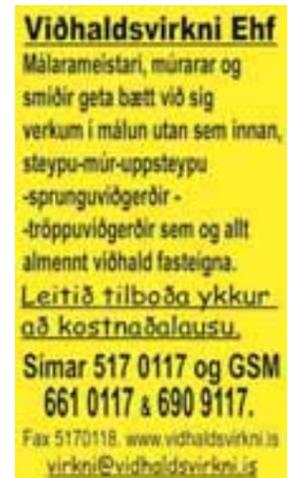 Viðhaldsvirkni Ehf
Málarameistari, múrarar og
smiðir geta bætt við sig
verkum í málun utan sem innan,
steypu-múr-uppsteypu
-sprunguviðgerðir -
-tröppuviðgerðir sem og allt
almennt viðhald fasteigna.
Leitið tilboða ykkur
að kostnaðalausu.
Símar 517 0117 og GSM
661 0117 & 690 9117.
Fax 5170118. www.vidhaldsvirkni.is
virkni@vidhaldsvirkni.is